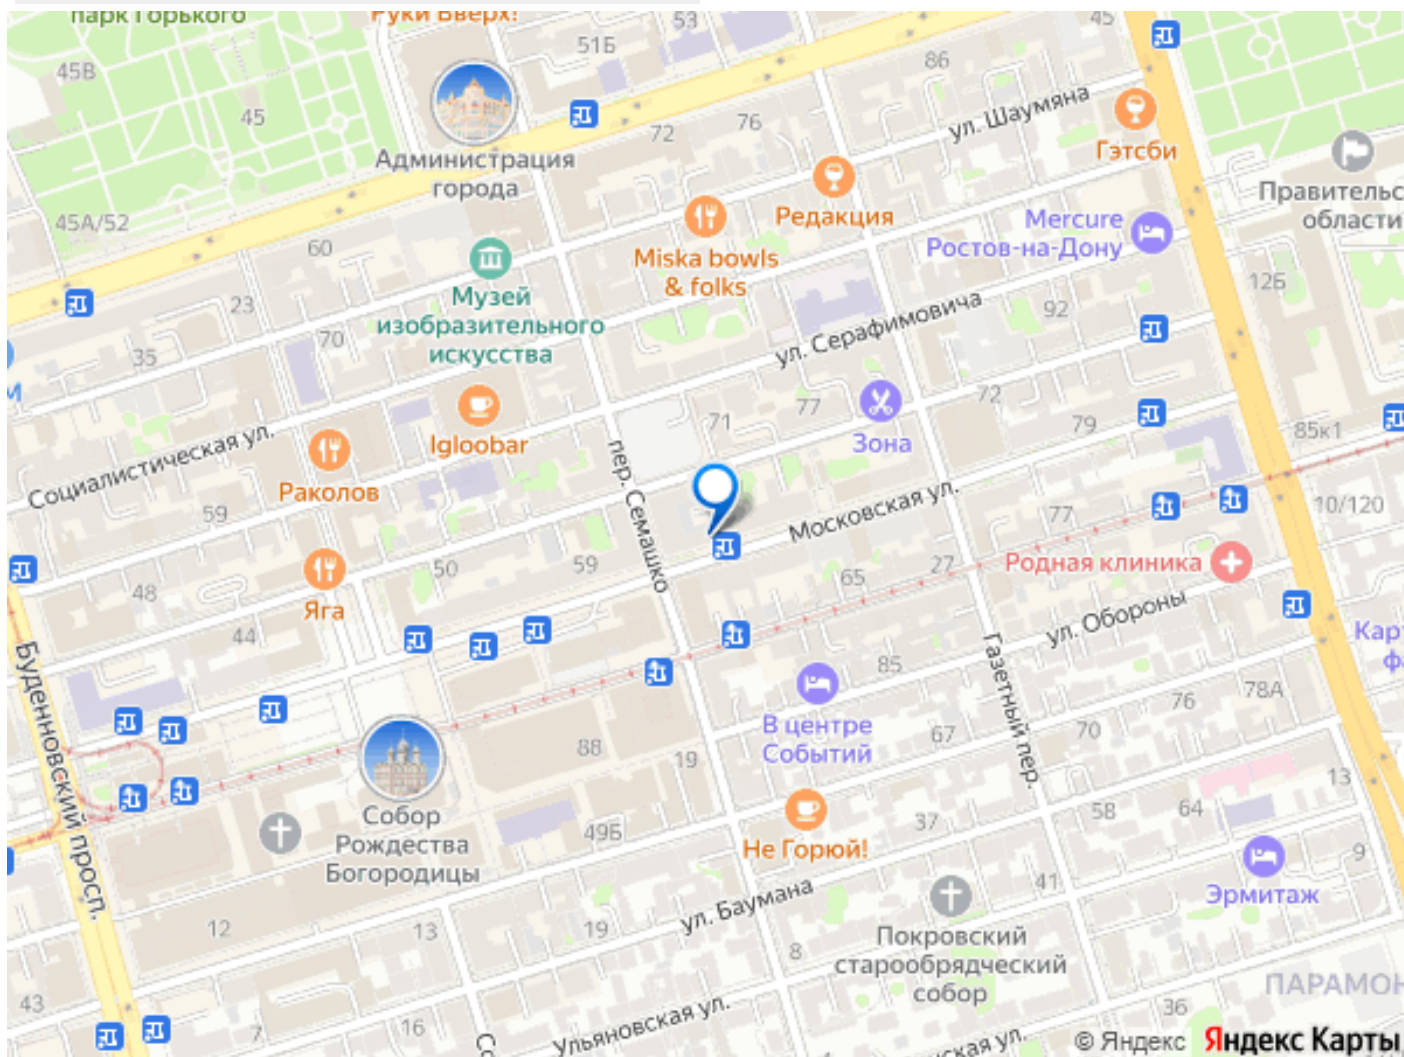 парк Горького
Руки Вверх!
53
45
51Б
45В
86
45
ул. Шаумяна
72
76
Гэтсби
Администрация
города
Правительс
области
Редакция
Mercure
Ростов-на-Дону
45А/52
60
Miska bowls
& folks
12Б
Музей
изобразительного
искусства
23
ул. Серафимовича
92
35
70
М
72
77
71
79
Зона
85к1
Igloobar
Социалистическая ул.
Раколов
пер. Семашко
Московская ул.
59
77
10/120
50
59
65
27
Родная клиника
48
Яга
ул. Обороны
44
Газетный пер.
Карт
фа
Буденновский просп.
85
76
78А
В центре
Событий
67
70
88
19
13
Собор
Рождества
Богородицы
49Б
37
58
64
Не Горюй!
9
Эрмитаж
41
ул. Баумана
12
13
19
8
Покровский
старообрядческий
собор
ПАРАМОН
43
7
16
Ульяновская ул.
36
нская ул.
© Яндекс Яндекс Карты